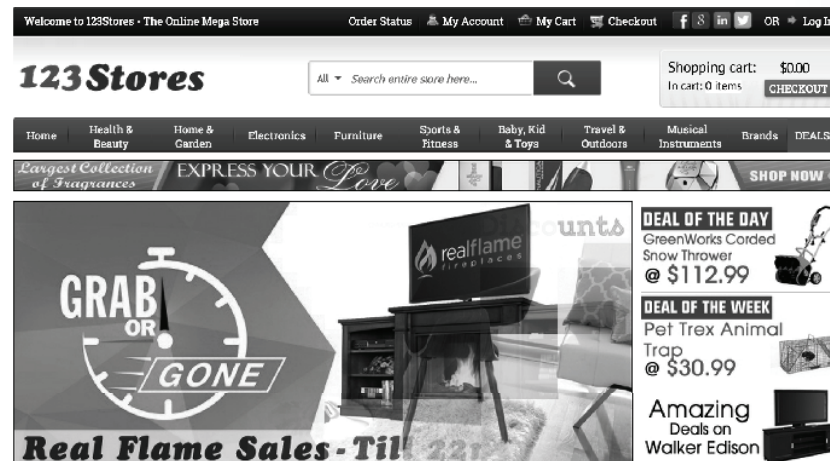 Welcome to 123Stores - The Online Mega Store
Order Status My Account My Cart Checkout OR Log In
123Stores
All Search entire store here...
Shopping cart: $0.00
In cart: 0 items CHECKOUT
Home
Health & Beauty
Home & Garden
Electronics
Furniture
Sports & Fitness
Baby, Kid & Toys
Travel & Outdoors
Musical Instruments
Brands
DEALS
Largest Collection
of Fragrances
EXPRESS YOUR Love
SHOP NOW
GRAB
OR
GONE
realflame
fireplaces
Discounts
Real Flame Sales - Til
DEAL OF THE DAY
GreenWorks Corded
Snow Thrower
@ $112.99
DEAL OF THE WEEK
Pet Trex Animal
Trap
@ $30.99
Amazing
Deals on
Walker Edison